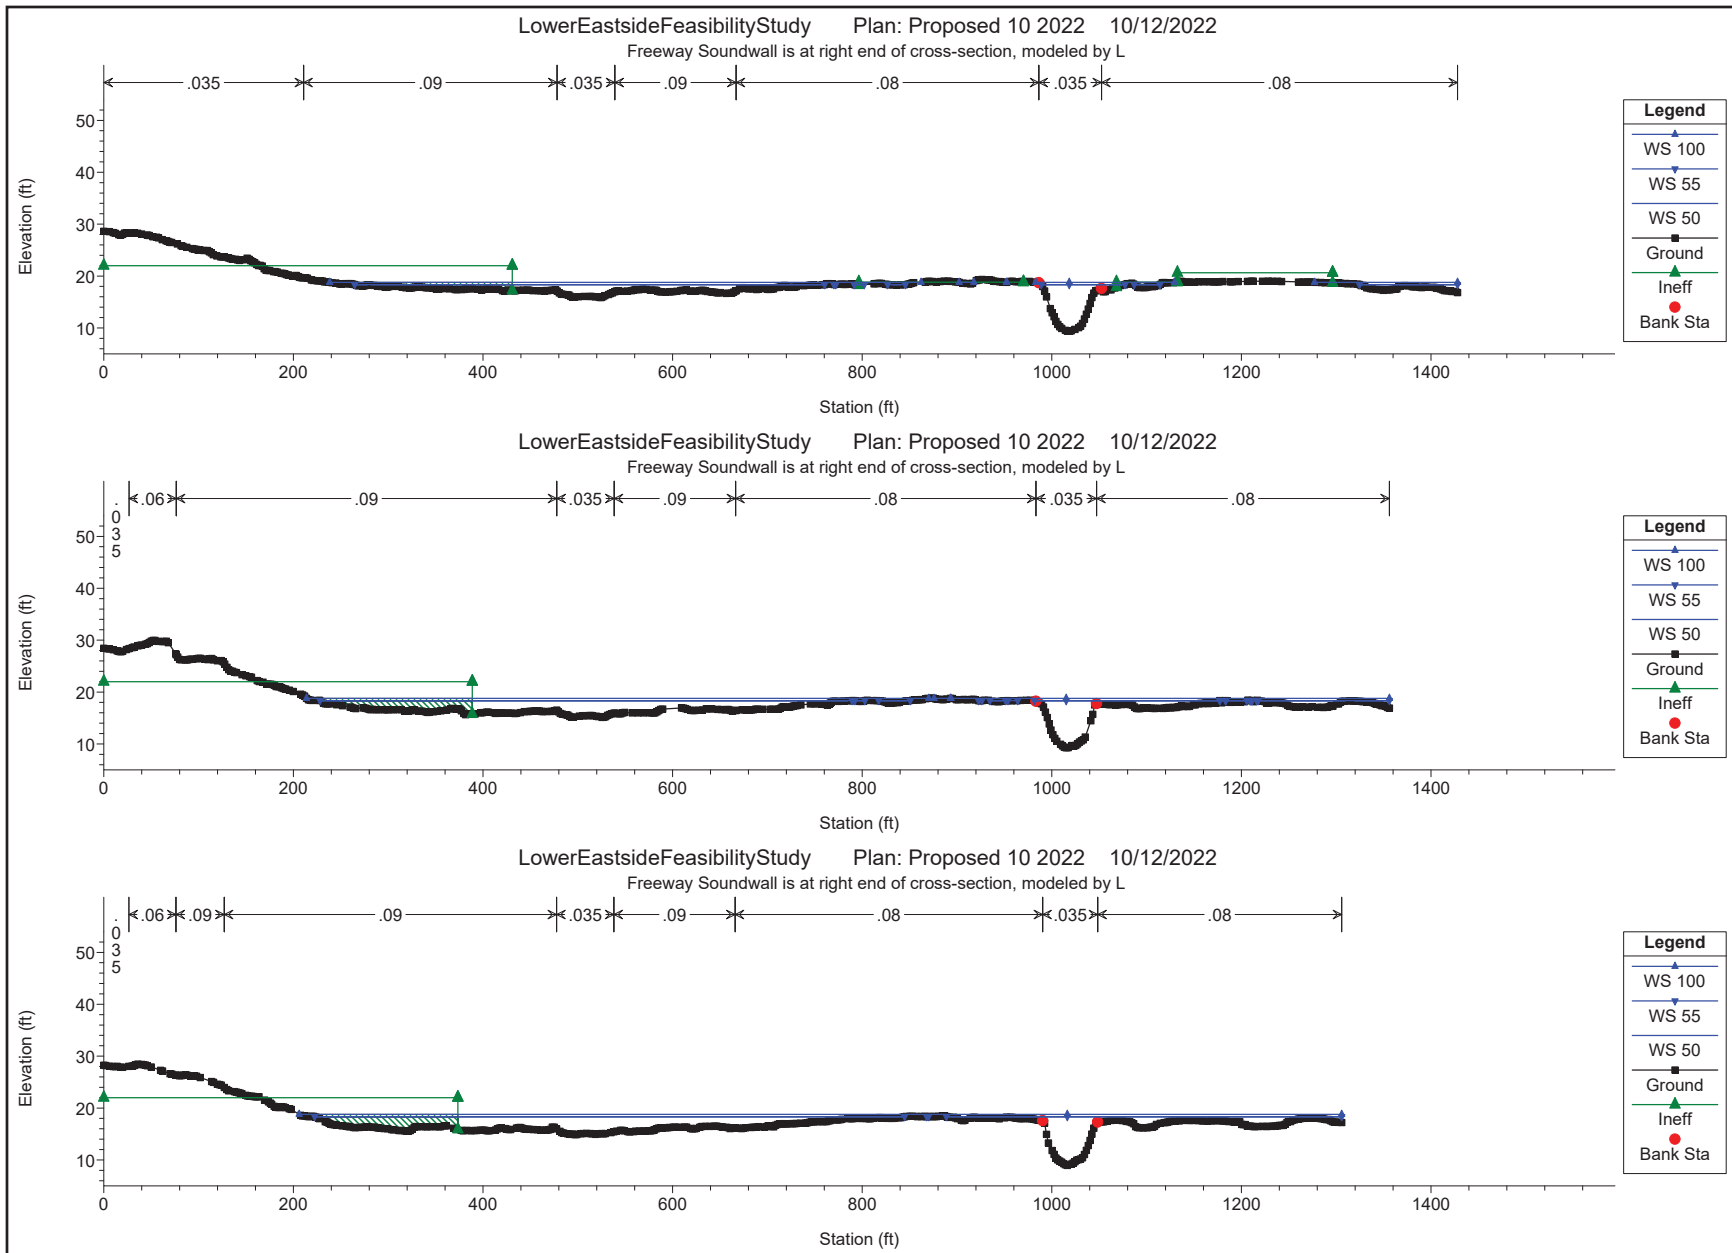 LowerEastsideFeasibilityStudy Plan: Proposed 10 2022 10/12/2022
Freeway Soundwall is at right end of cross-section, modeled by L
.035 .09 .035 .09 .08 .035 .08
Elevation (ft)
50
40
30
20
10
0 200 400 600 800 1000 1200 1400
Station (ft)
Legend
WS 100
WS 55
WS 50
Ground
Ineff
Bank Sta
LowerEastsideFeasibilityStudy Plan: Proposed 10 2022 10/12/2022
Freeway Soundwall is at right end of cross-section, modeled by L
.035 .06 .09 .035 .09 .08 .035 .08
Elevation (ft)
50
40
30
20
10
0 200 400 600 800 1000 1200 1400
Station (ft)
Legend
WS 100
WS 55
WS 50
Ground
Ineff
Bank Sta
LowerEastsideFeasibilityStudy Plan: Proposed 10 2022 10/12/2022
Freeway Soundwall is at right end of cross-section, modeled by L
.035 .06 .09 .09 .035 .09 .08 .035 .08
Elevation (ft)
50
40
30
20
10
0 200 400 600 800 1000 1200 1400
Station (ft)
Legend
WS 100
WS 55
WS 50
Ground
Ineff
Bank Sta